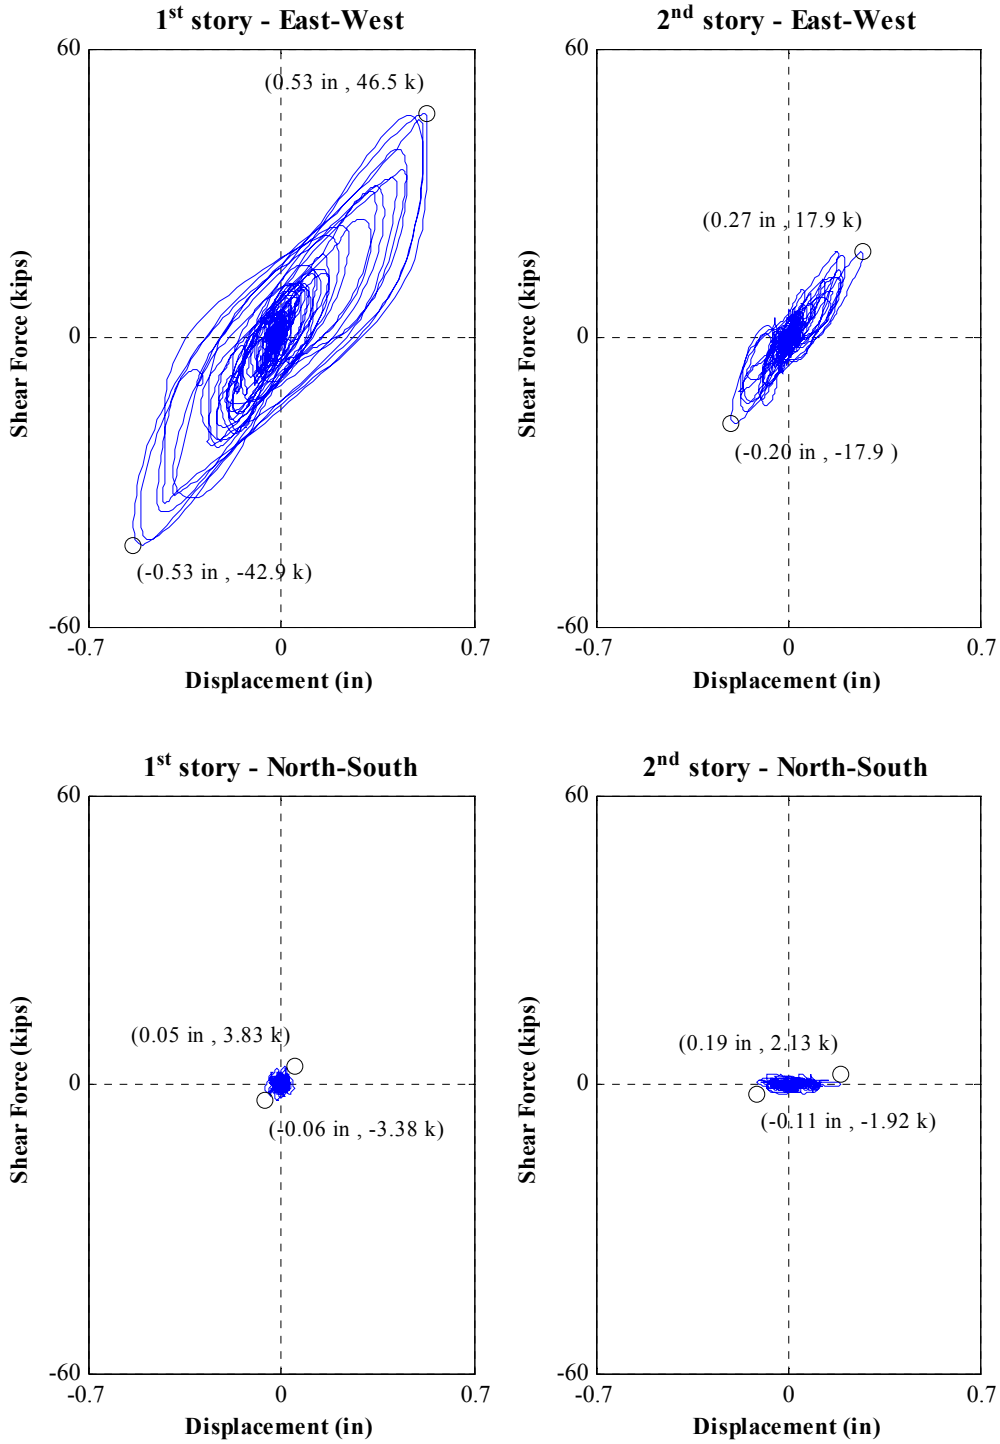 1st story - East-West
60
(0.53 in , 46.5 k)
0
(-0.53 in , -42.9 k)
-60
-0.7
0
0.7
Shear Force (kips)
Displacement (in)
2nd story - East-West
60
(0.27 in , 17.9 k)
0
(-0.20 in , -17.9 )
-60
-0.7
0
0.7
Shear Force (kips)
Displacement (in)
1st story - North-South
60
(0.05 in , 3.83 k)
0
(-0.06 in , -3.38 k)
-60
-0.7
0
0.7
Shear Force (kips)
Displacement (in)
2nd story - North-South
60
(0.19 in , 2.13 k)
0
(-0.11 in , -1.92 k)
-60
-0.7
0
0.7
Shear Force (kips)
Displacement (in)